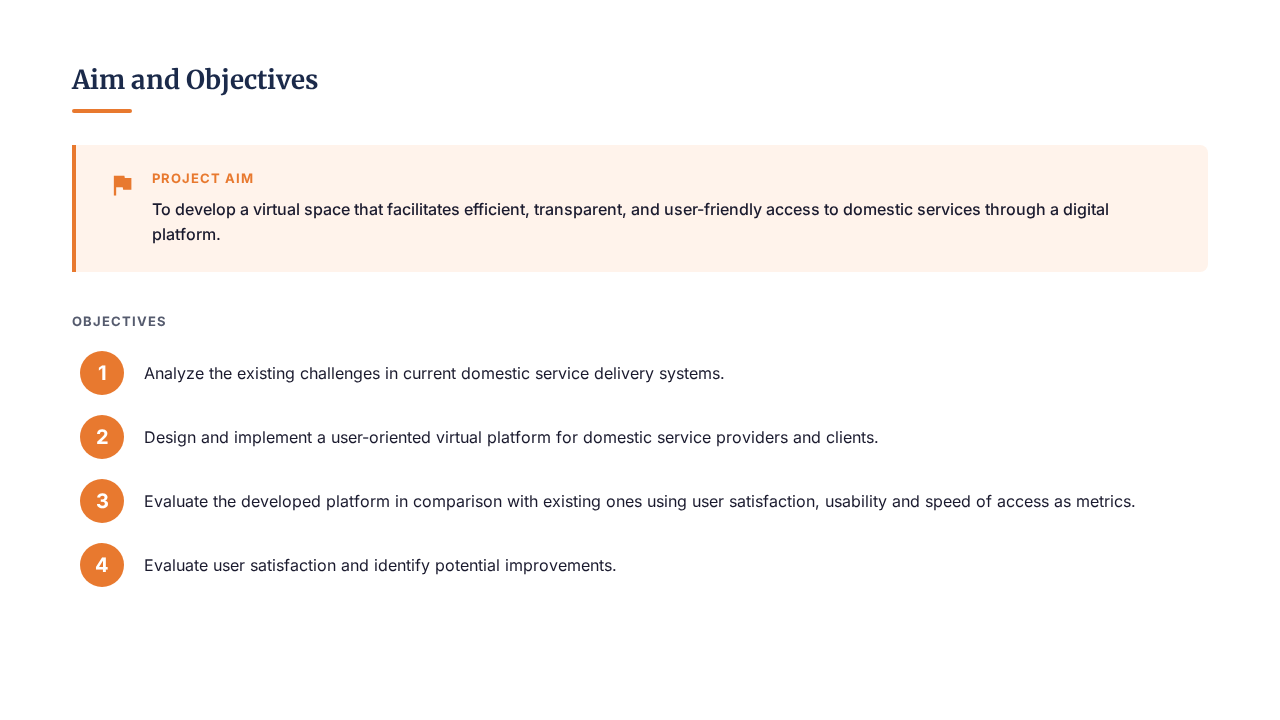 Aim and Objectives
PROJECT AIM
To develop a virtual space that facilitates efficient, transparent, and user-friendly access to domestic services through a digital
platform.
OBJECTIVES
1 Analyze the existing challenges in current domestic service delivery systems.
2 Design and implement a user-oriented virtual platform for domestic service providers and clients.
3 Evaluate the developed platform in comparison with existing ones using user satisfaction, usability and speed of access as metrics.
4 Evaluate user satisfaction and identify potential improvements.